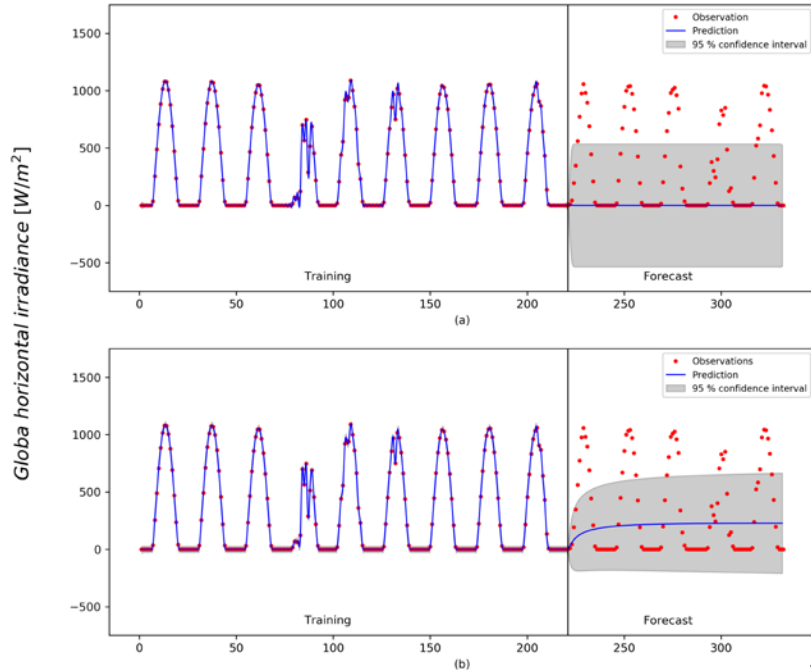 Globa horizontal irradiance [W/m²]
1500
1000
500
0
−500
Observation
Prediction
95 % confidence interval
Training
Forecast
0
50
100
150
200
250
300
(a)
1500
1000
500
0
−500
Observations
Prediction
95 % confidence interval
Training
Forecast
0
50
100
150
200
250
300
(b)